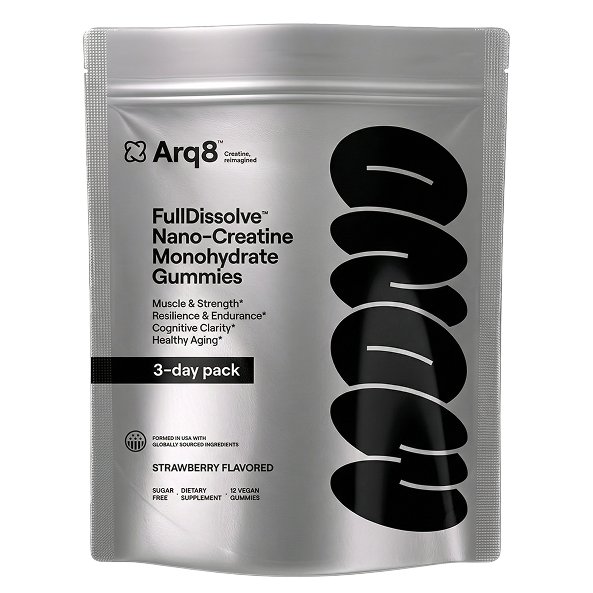 Arq8™ Creatine,
reimagined
FullDissolve™
Nano-Creatine
Monohydrate
Gummies
Muscle & Strength*
Resilience & Endurance*
Cognitive Clarity*
Healthy Aging*
3-day pack
FORMED IN USA WITH
GLOBALLY SOURCED INGREDIENTS
STRAWBERRY FLAVORED
SUGAR FREE
DIETARY SUPPLEMENT
12 VEGAN GUMMIES